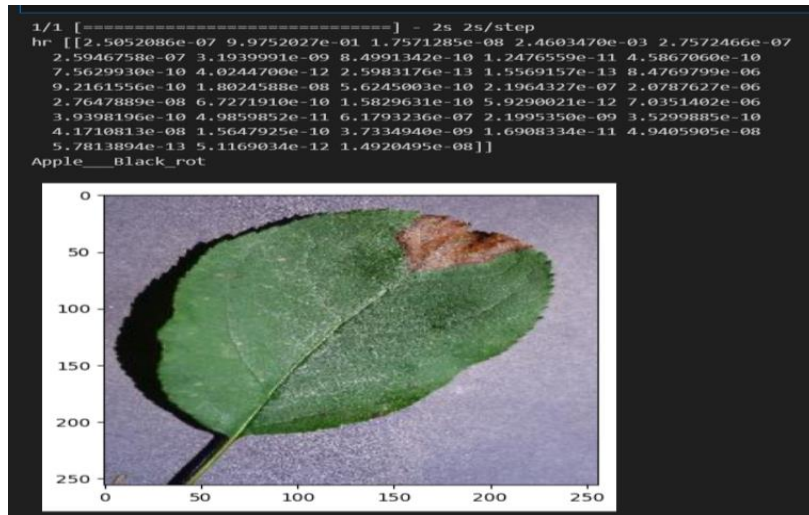 1/1 [==============================] - 2s 2s/step
hr [[2.5052086e-07 9.9752027e-01 1.7571285e-08 2.4603470e-03 2.7572466e-07
2.5946758e-07 3.1939991e-09 8.4991342e-10 1.2476559e-11 4.5867060e-10
7.5629930e-10 4.0244700e-12 2.5983176e-13 1.5569157e-13 8.4769799e-06
9.2161556e-10 1.8024588e-08 5.6245003e-10 2.1964327e-07 2.0787627e-06
2.7647889e-08 6.7271910e-10 1.5829631e-10 5.9290021e-12 7.0351402e-06
3.9398196e-10 4.9859852e-11 6.1793236e-07 2.1995350e-09 3.5299885e-10
4.1710813e-08 1.5647925e-10 3.7334940e-09 1.6908334e-11 4.9405905e-08
5.7813894e-13 5.1169034e-12 1.4920495e-08]]
Apple___Black_rot
0
50
100
150
200
250
0 50 100 150 200 250